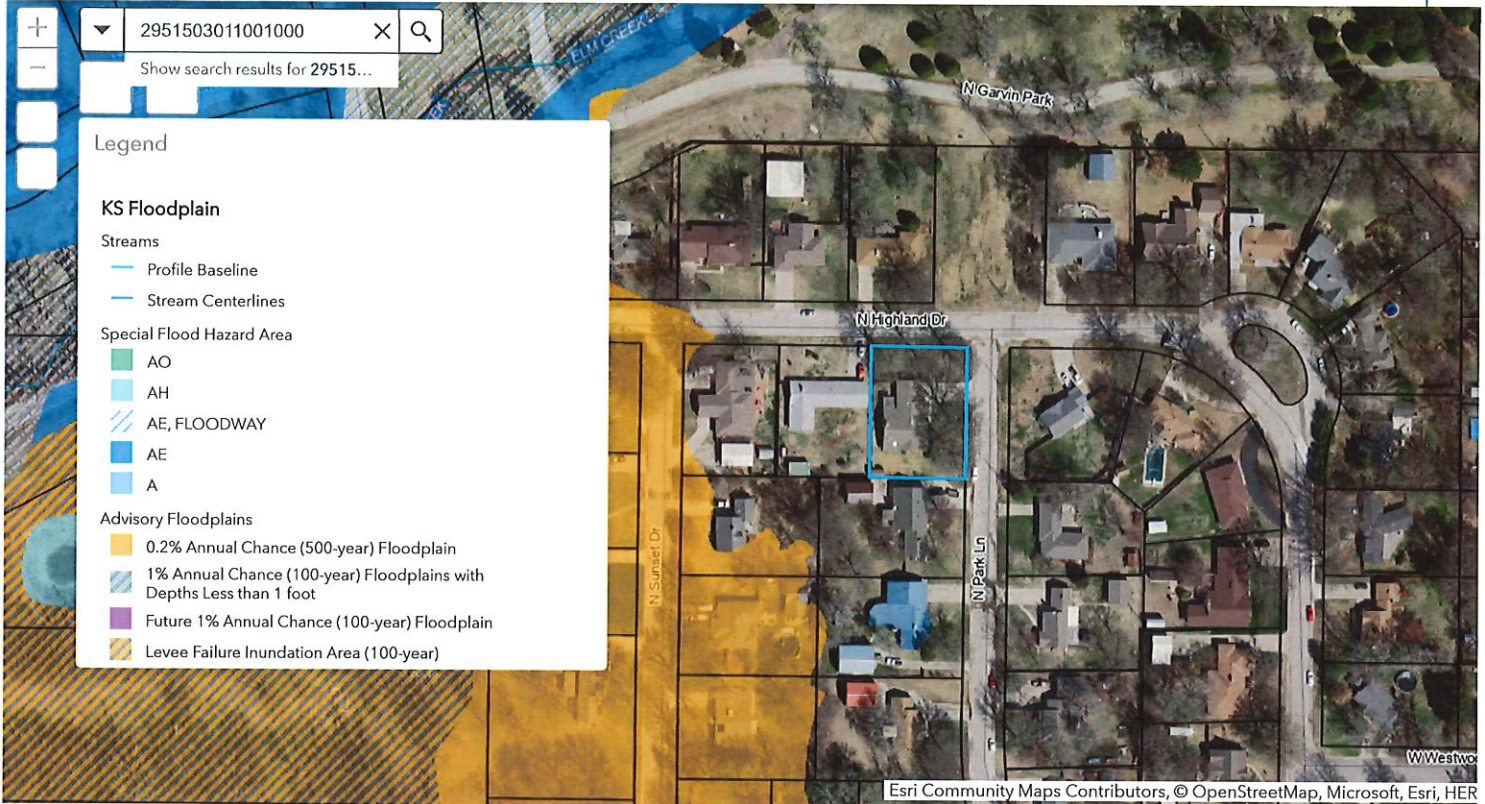 +
2951503011001000
Show search results for 29515...
−
ELM CREEK
Legend
KS Floodplain
Streams
Profile Baseline
Stream Centerlines
Special Flood Hazard Area
AO
AH
AE, FLOODWAY
AE
A
Advisory Floodplains
0.2% Annual Chance (500-year) Floodplain
1% Annual Chance (100-year) Floodplains with
Depths Less than 1 foot
Future 1% Annual Chance (100-year) Floodplain
Levee Failure Inundation Area (100-year)
N Garvin Park
N Highland Dr
N Sunset Dr
N Park Ln
W Westwo
Esri Community Maps Contributors, © OpenStreetMap, Microsoft, Esri, HER